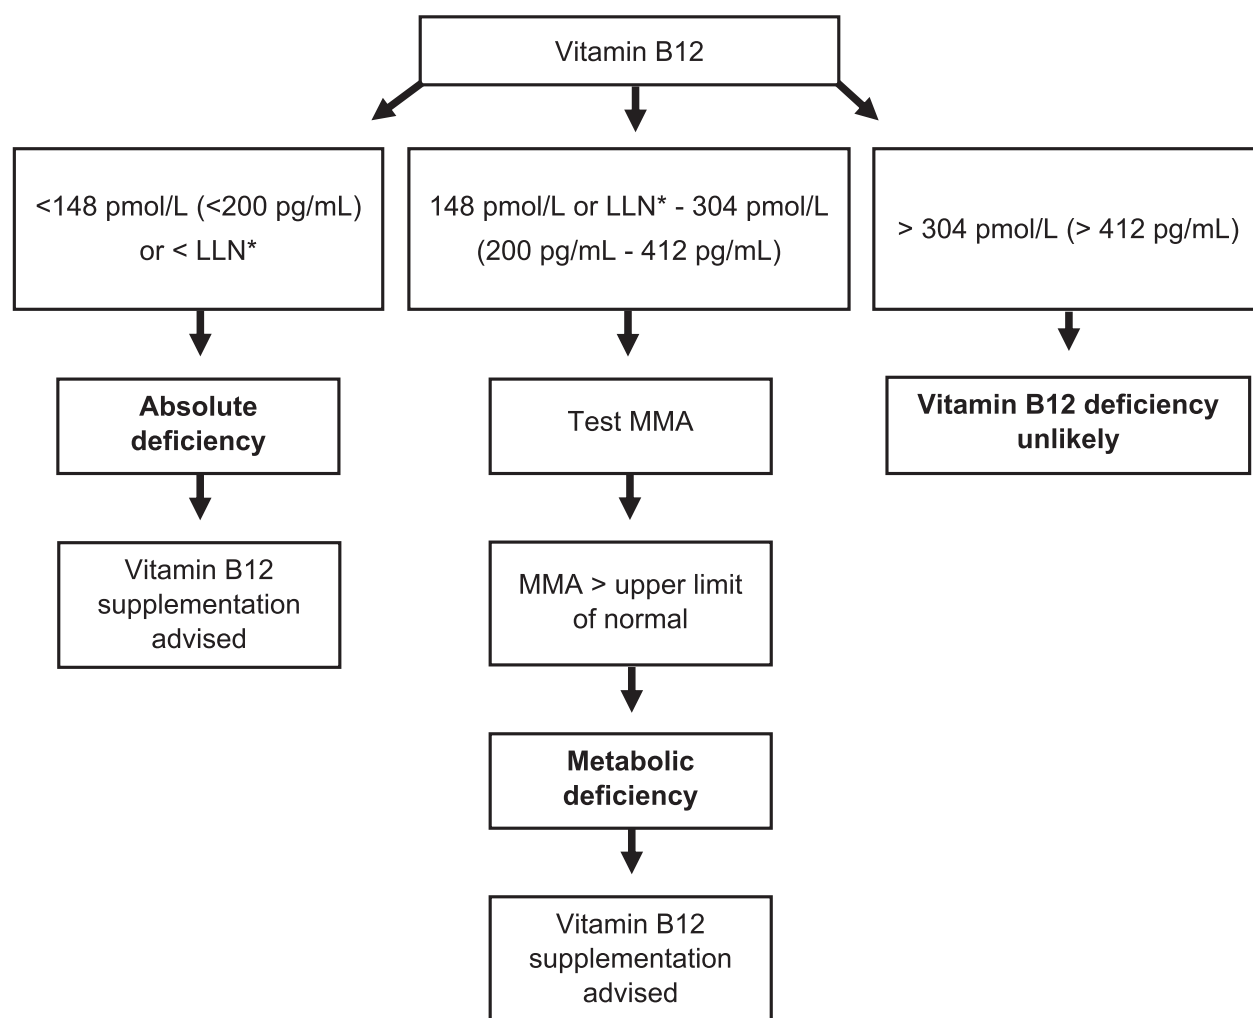 Vitamin B12
<148 pmol/L (<200 pg/mL)
or < LLN*
148 pmol/L or LLN* - 304 pmol/L
(200 pg/mL - 412 pg/mL)
> 304 pmol/L (> 412 pg/mL)
Absolute
deficiency
Test MMA
Vitamin B12 deficiency
unlikely
Vitamin B12
supplementation
advised
MMA > upper limit
of normal
Metabolic
deficiency
Vitamin B12
supplementation
advised